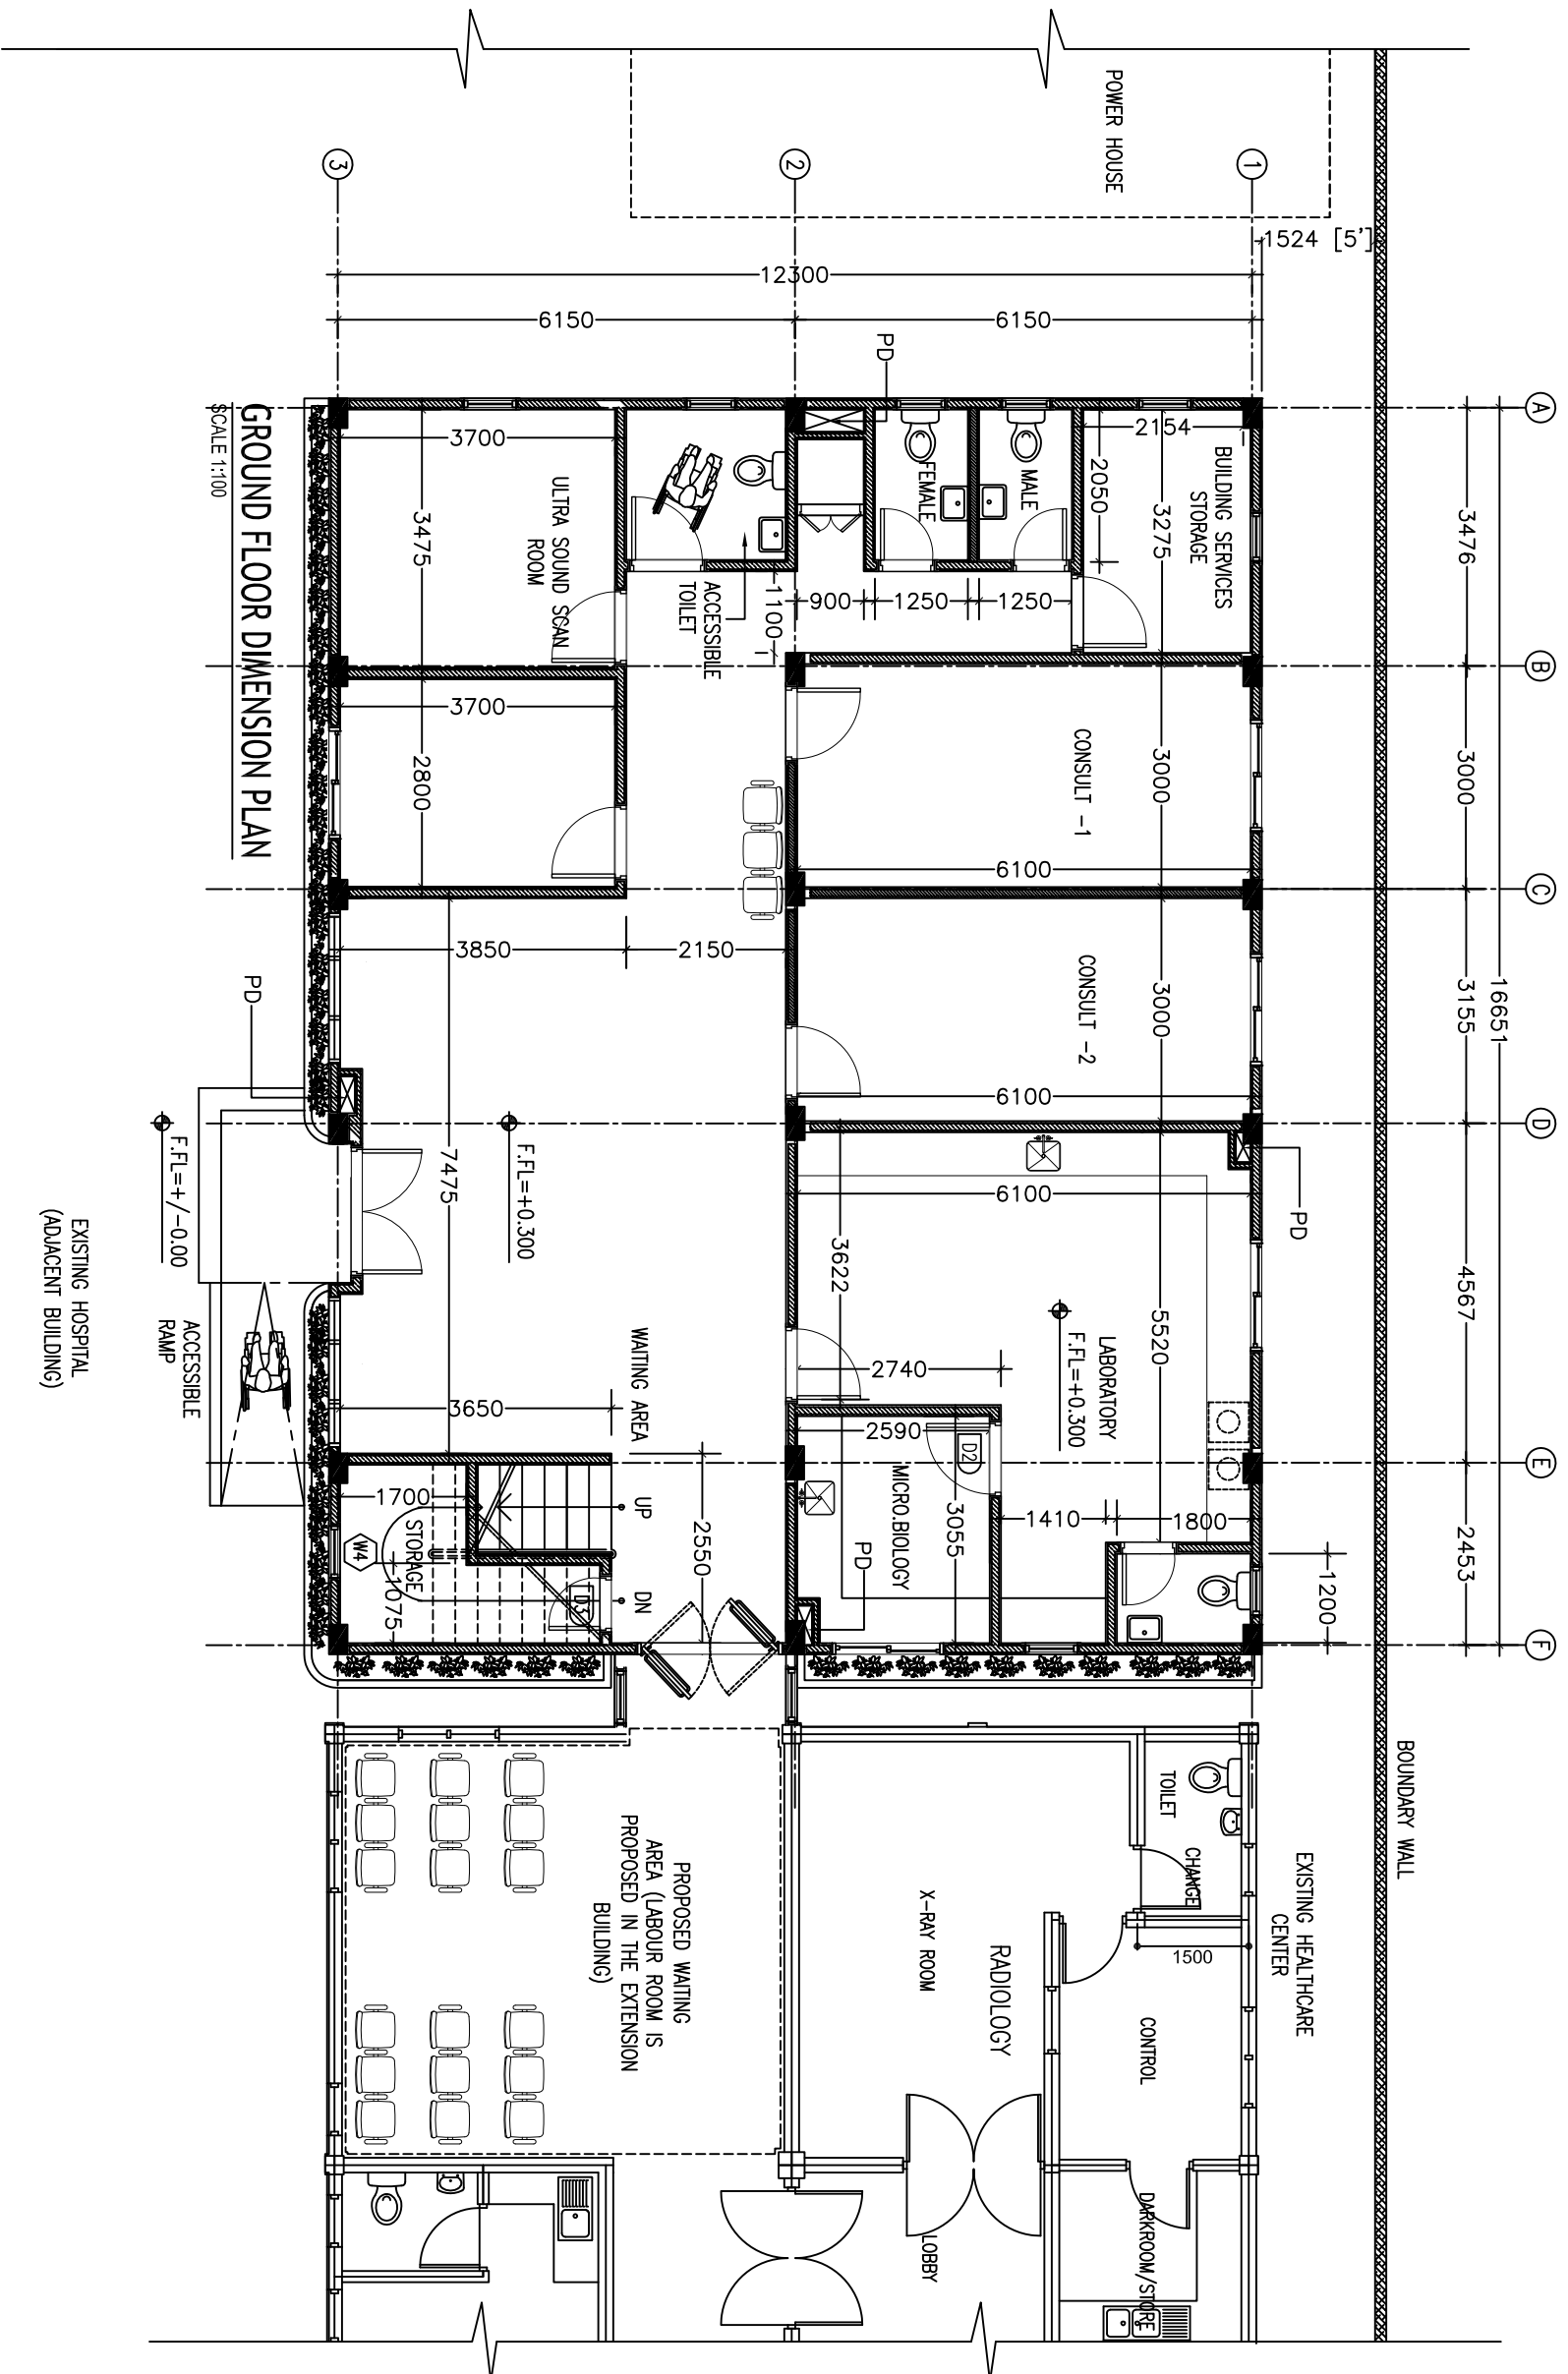 A
B
C
D
E
F
16651
3476
3000
3155
4567
2453
BOUNDARY WALL
1524 [5']
POWER HOUSE
1
2
3
12300
6150
6150
EXISTING HEALTHCARE
CENTER
BUILDING SERVICES
STORAGE
2154
3275
2050
3000
3000
5520
1200
MALE
FEMALE
PD
900
1250
1250
1100
CONSULT -1
6100
CONSULT -2
6100
PD
6100
3622
LABORATORY
F.FL=+0.300
2740
2590
D2
MICRO.BIOLOGY
3055
1410
1800
PD
TOILET
CHANGE
1500
CONTROL
DARKROOM/STORE
RADIOLOGY
X-RAY ROOM
LOBBY
ACCESSIBLE
TOILET
ULTRA SOUND SCAN
ROOM
3700
3475
3700
2800
3850
2150
7475
F.FL=+0.300
WAITING AREA
3650
2550
UP
DN
1700
STORAGE
W4
1075
D3
PROPOSED WAITING
AREA (LABOUR ROOM IS
PROPOSED IN THE EXTENSION
BUILDING)
PD
F.FL=+/-0.00
ACCESSIBLE
RAMP
EXISTING HOSPITAL
(ADJACENT BUILDING)
GROUND FLOOR DIMENSION PLAN
SCALE 1:100